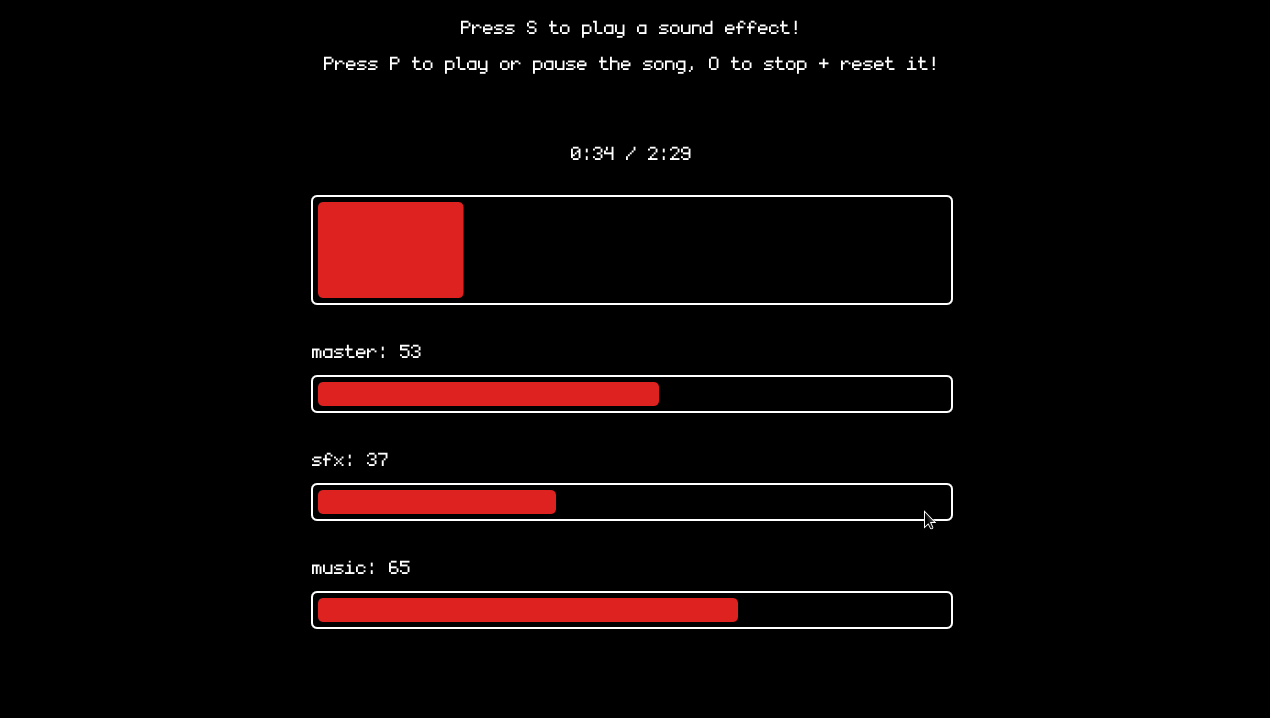 Press S to play a sound effect!
Press P to play or pause the song, O to stop + reset it!
0:34 / 2:29
master: 53
sfx: 37
music: 65